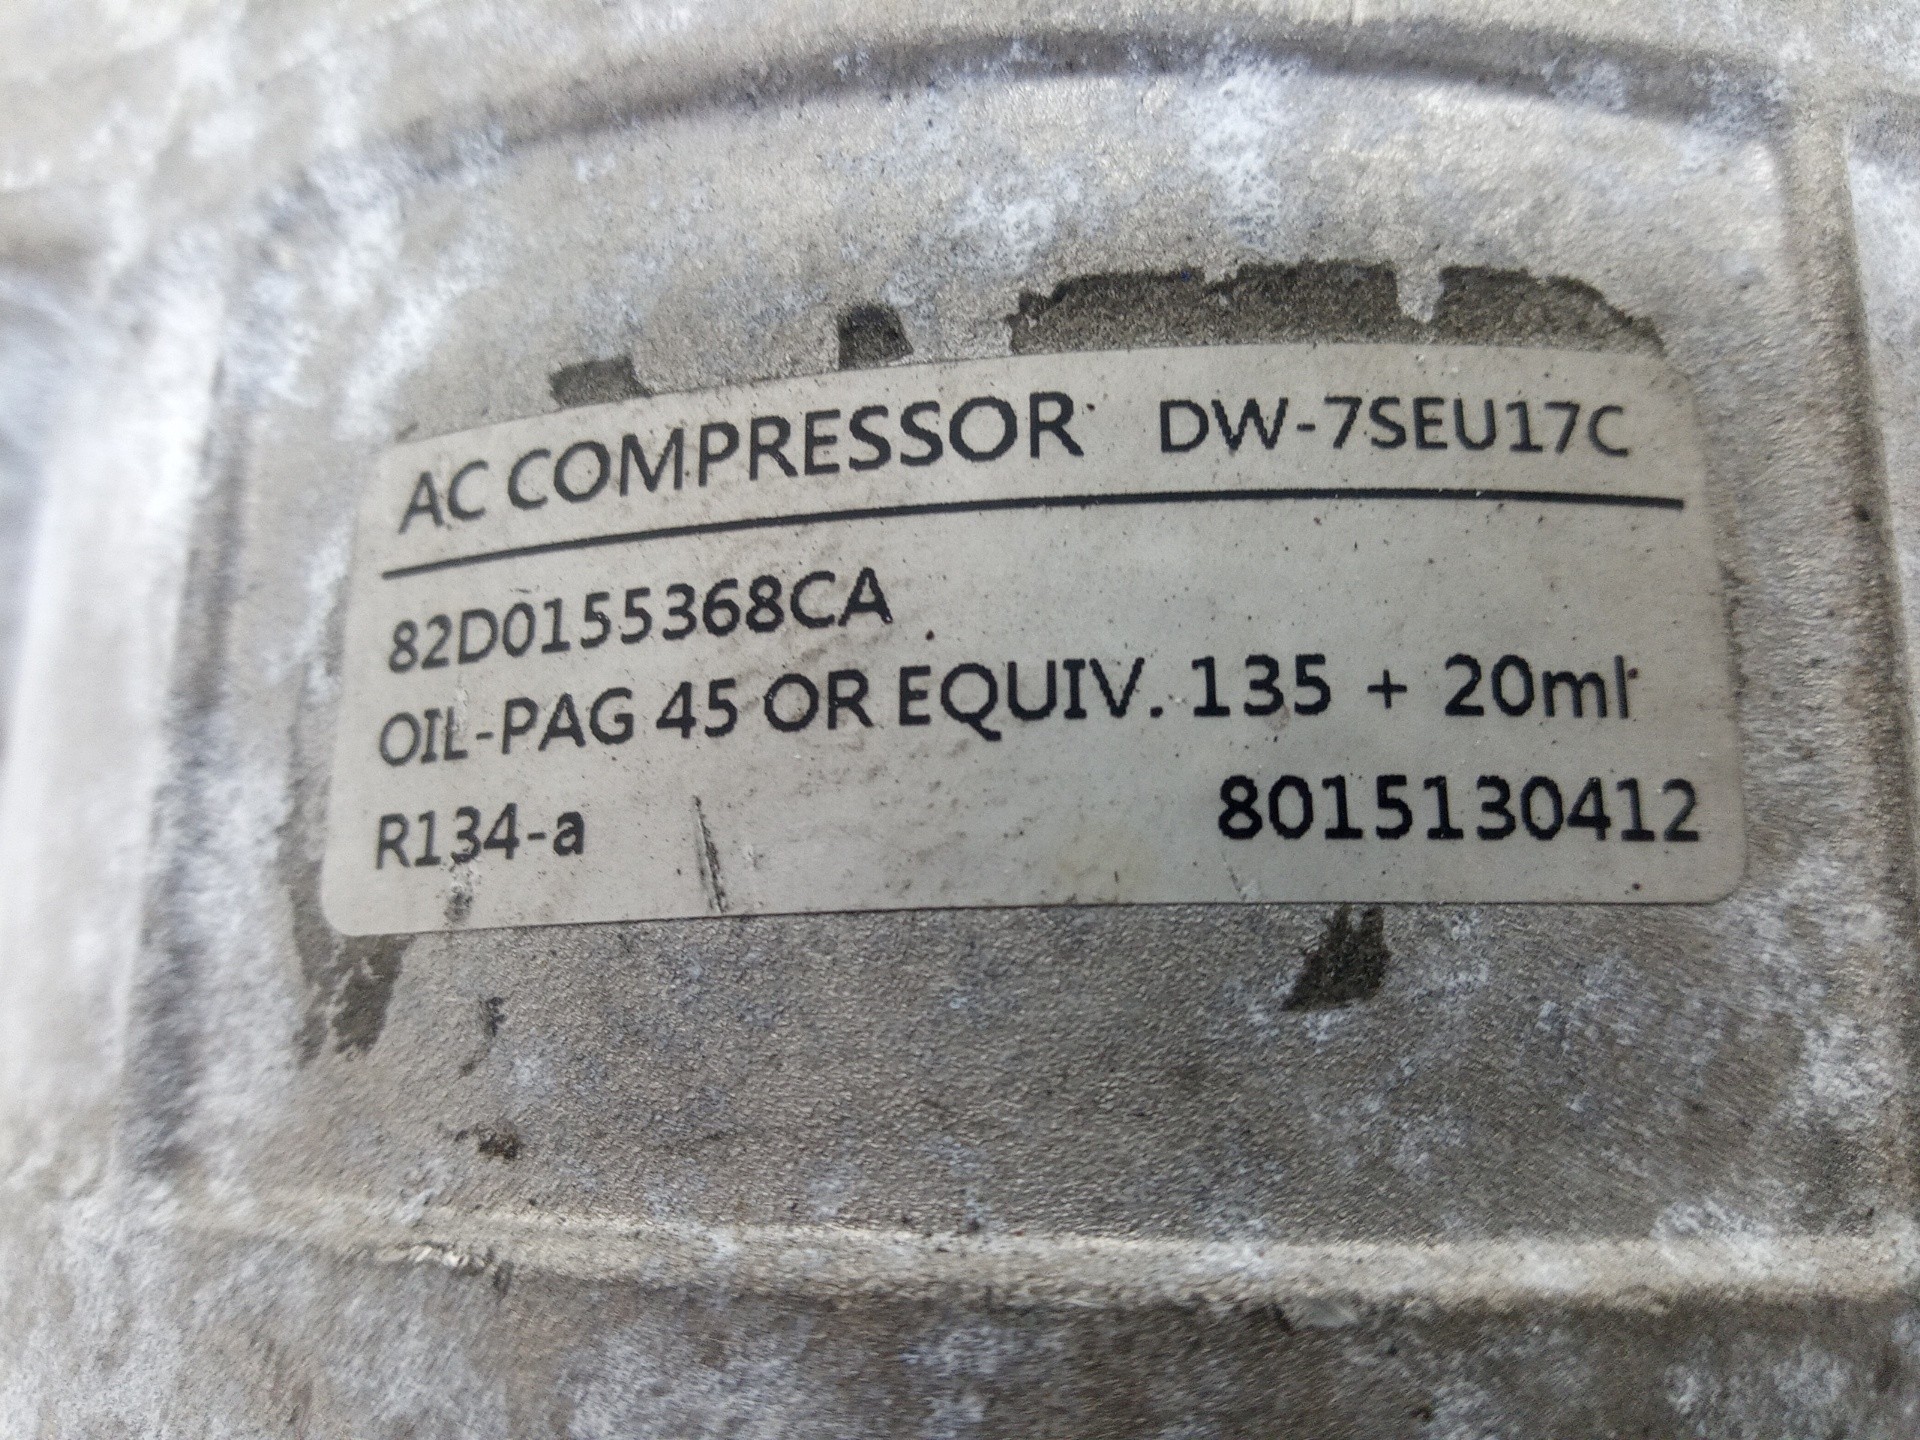 AC COMPRESSOR DW-7SEU17C
82D0155368CA
OIL-PAG 45 OR EQUIV. 135 + 20ml
R134-a 8015130412